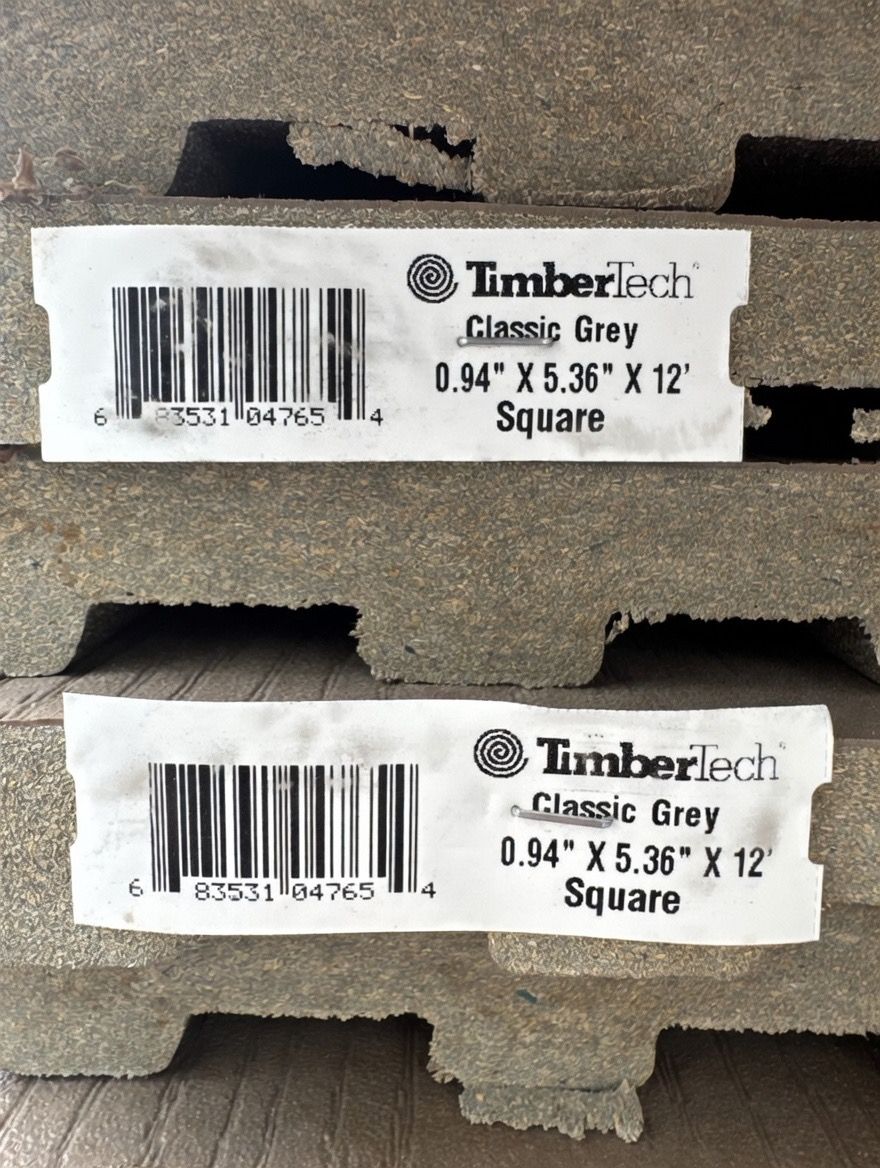 TimberTech
Classic Grey
0.94" X 5.36" X 12'
Square
6 83531 04765 4
TimberTech
Classic Grey
0.94" X 5.36" X 12'
Square
6 83531 04765 4